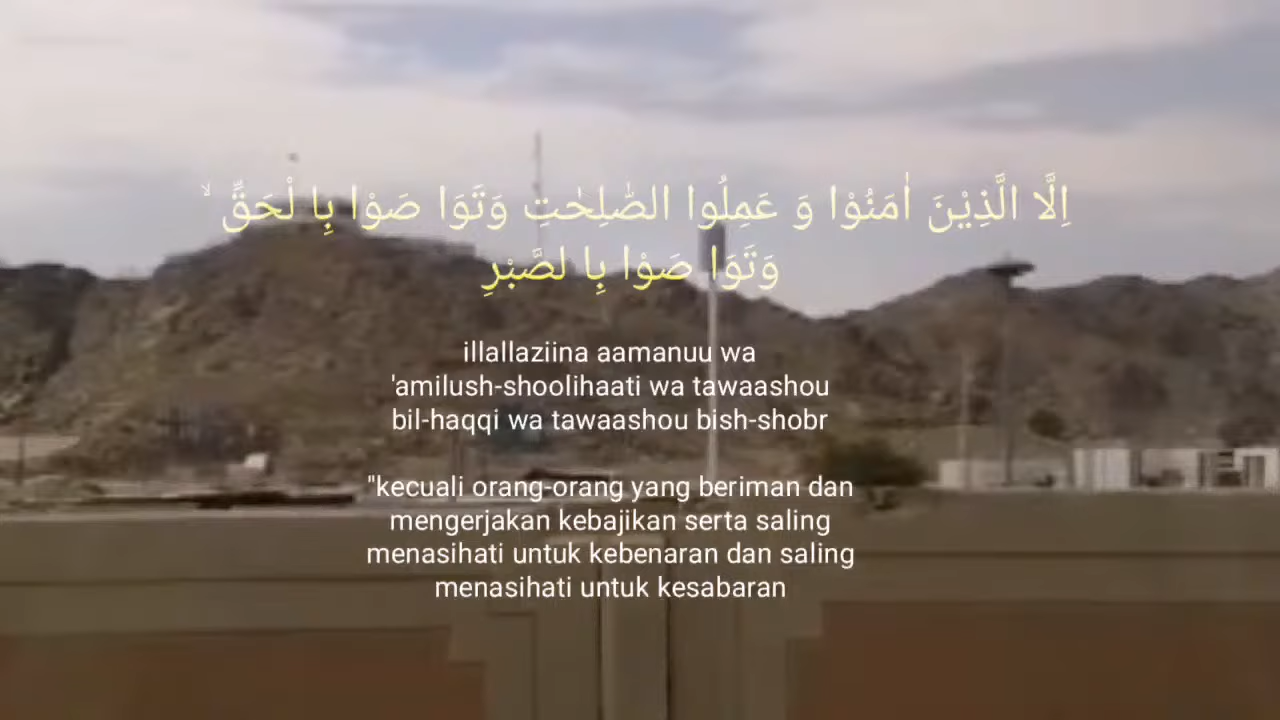 اِلَّا الَّذِيْنَ اٰمَنُوْا وَ عَمِلُوا الصّٰلِحٰتِ وَتَوَا صَوْا بِا لْحَقِّ ۙ
وَتَوَا صَوْا بِا لصَّبْرِ
illallaziina aamanuu wa
'amilush-shoolihaati wa tawaashou
bil-haqqi wa tawaashou bish-shobr
"kecuali orang-orang yang beriman dan
mengerjakan kebajikan serta saling
menasihati untuk kebenaran dan saling
menasihati untuk kesabaran